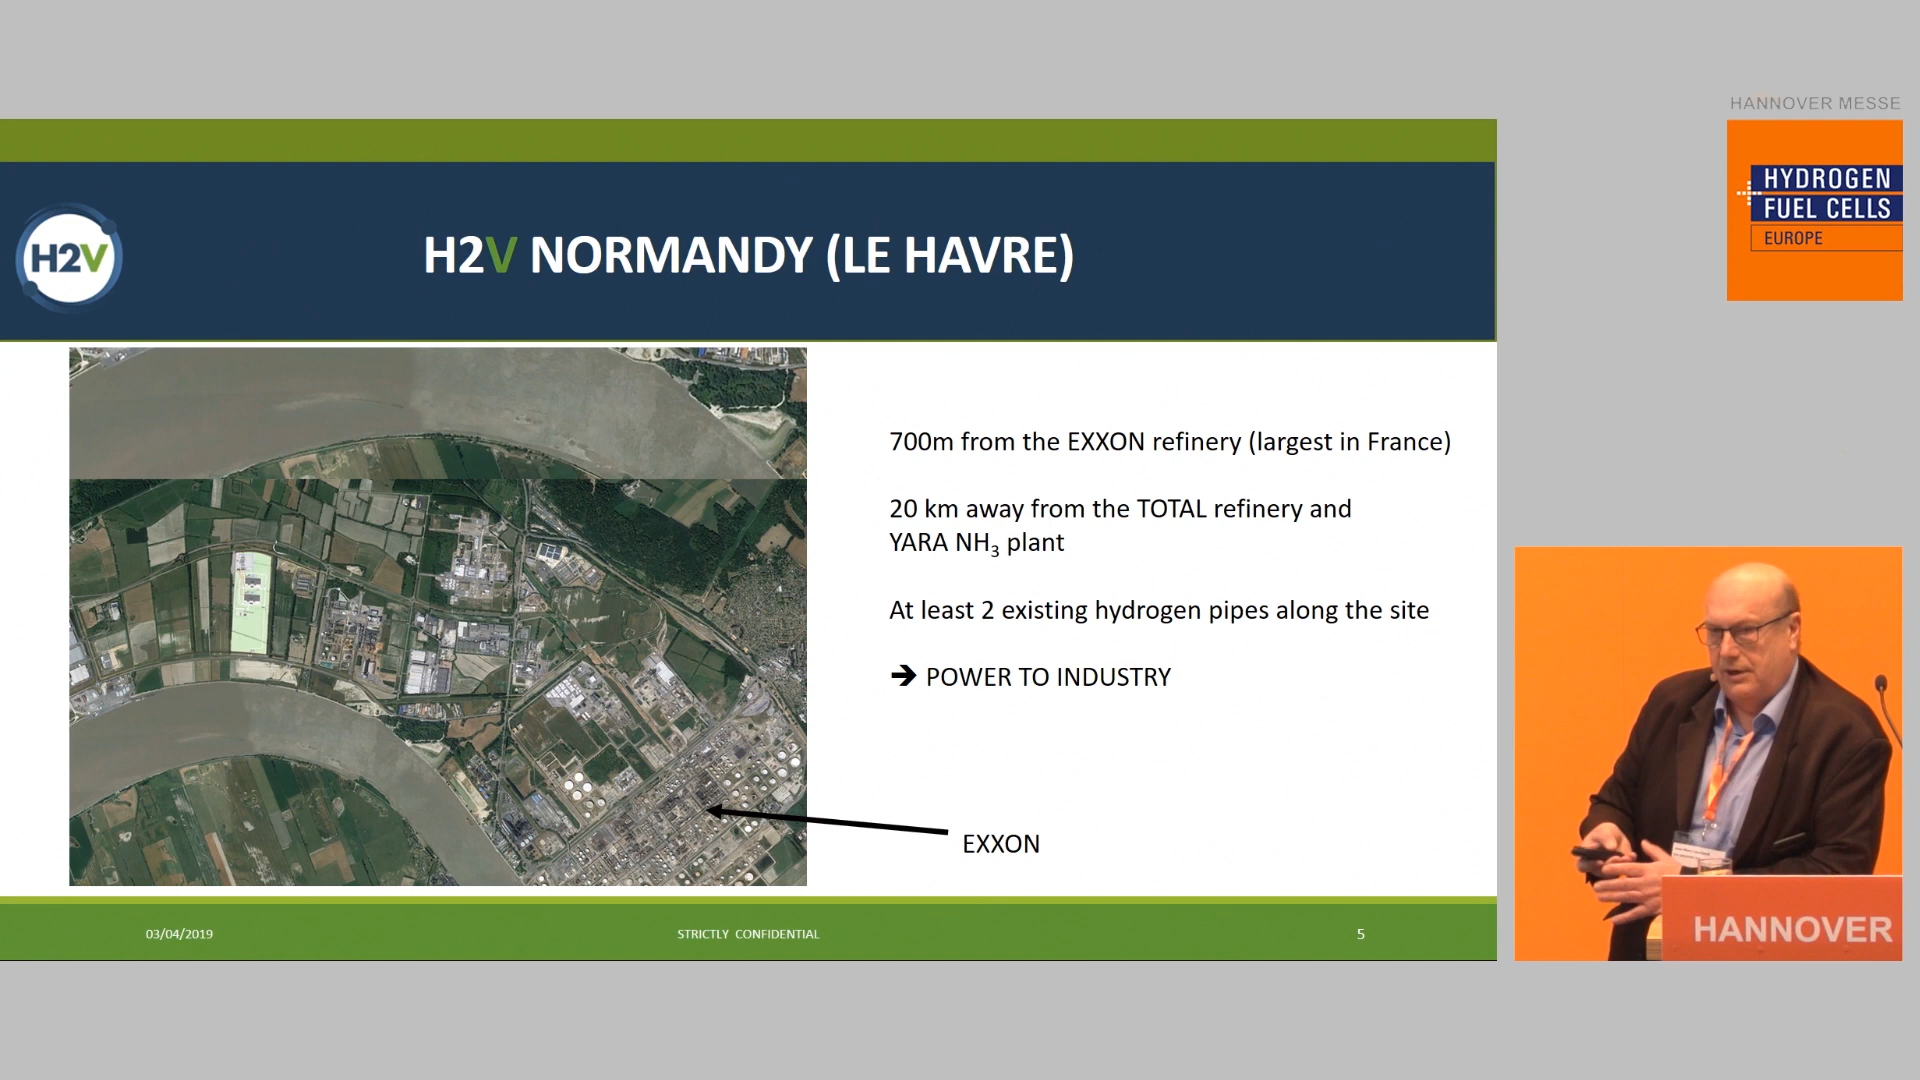 HANNOVER MESSE
HYDROGEN
FUEL CELLS
EUROPE
H2V
H2V NORMANDY (LE HAVRE)
700m from the EXXON refinery (largest in France)
20 km away from the TOTAL refinery and
YARA NH₃ plant
At least 2 existing hydrogen pipes along the site
➔ POWER TO INDUSTRY
EXXON
03/04/2019
STRICTLY CONFIDENTIAL
5
HANNOVER